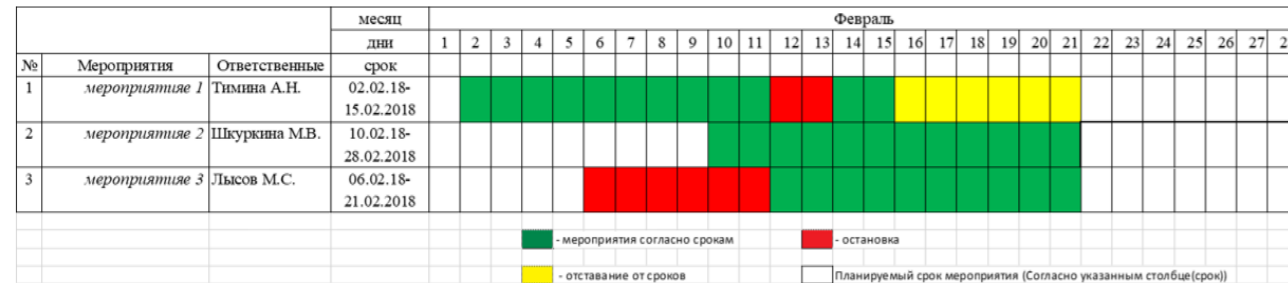 месяц Февраль
дни 1 2 3 4 5 6 7 8 9 10 11 12 13 14 15 16 17 18 19 20 21 22 23 24 25 26 27
№ Мероприятия Ответственные срок
1 мероприятияе 1 Тимина А.Н. 02.02.18-
15.02.2018
2 мероприятияе 2 Шкуркина М.В. 10.02.18-
28.02.2018
3 мероприятияе 3 Лысов М.С. 06.02.18-
21.02.2018
- мероприятия согласно срокам - остановка
- отставание от сроков Планируемый срок мероприятия (Согласно указанным столбце(срок))